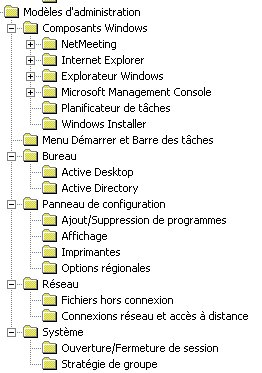 Modèles d'administration
Composants Windows
NetMeeting
Internet Explorer
Explorateur Windows
Microsoft Management Console
Planificateur de tâches
Windows Installer
Menu Démarrer et Barre des tâches
Bureau
Active Desktop
Active Directory
Panneau de configuration
Ajout/Suppression de programmes
Affichage
Imprimantes
Options régionales
Réseau
Fichiers hors connexion
Connexions réseau et accès à distance
Système
Ouverture/Fermeture de session
Stratégie de groupe